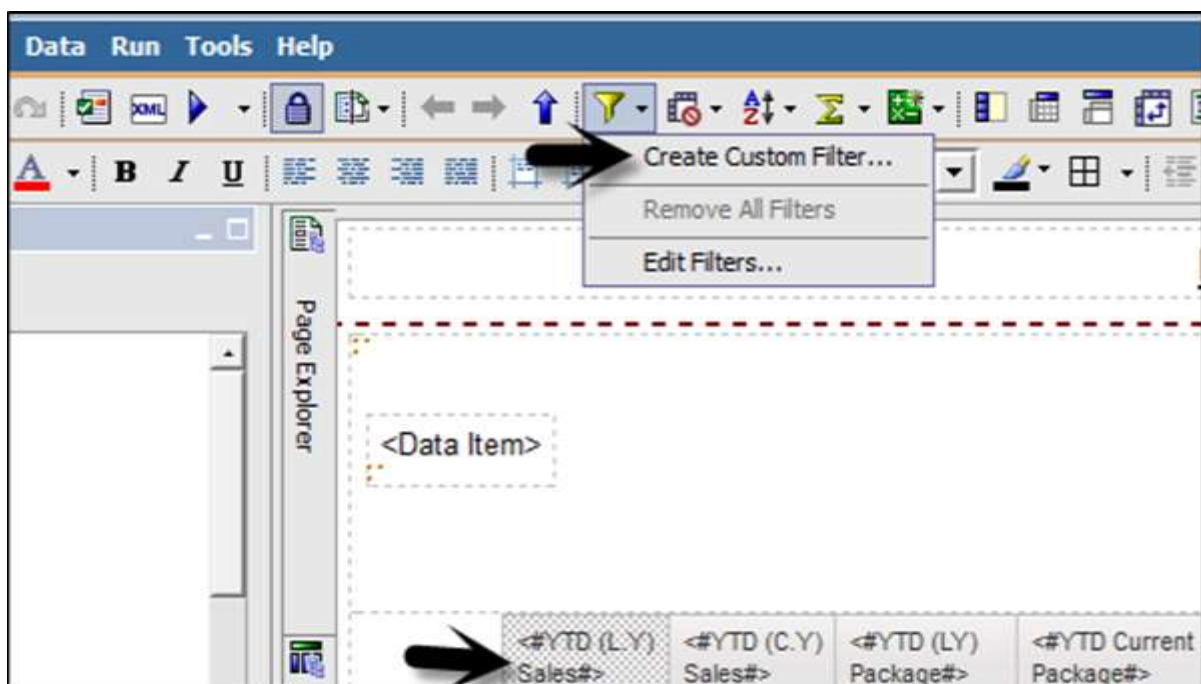 Data Run Tools Help
XML
A B I U
Create Custom Filter...
Remove All Filters
Edit Filters...
Page Explorer
<Data Item>
<#YTD (L.Y) <#YTD (C.Y) <#YTD (LY) <#YTD Current
Sales#> Sales#> Package#> Package#>